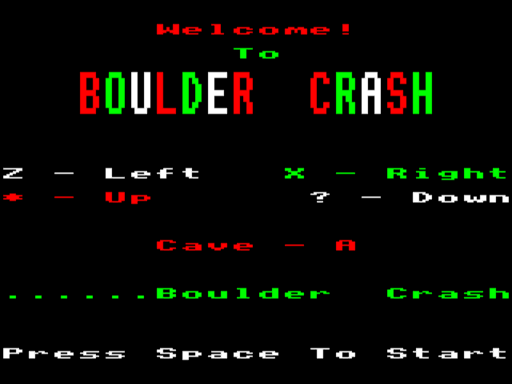 Welcome!
To
BOULDER CRASH
Z - Left X - Right
* - Up ? - Down
Cave - A
......Boulder Crash
Press Space To Start